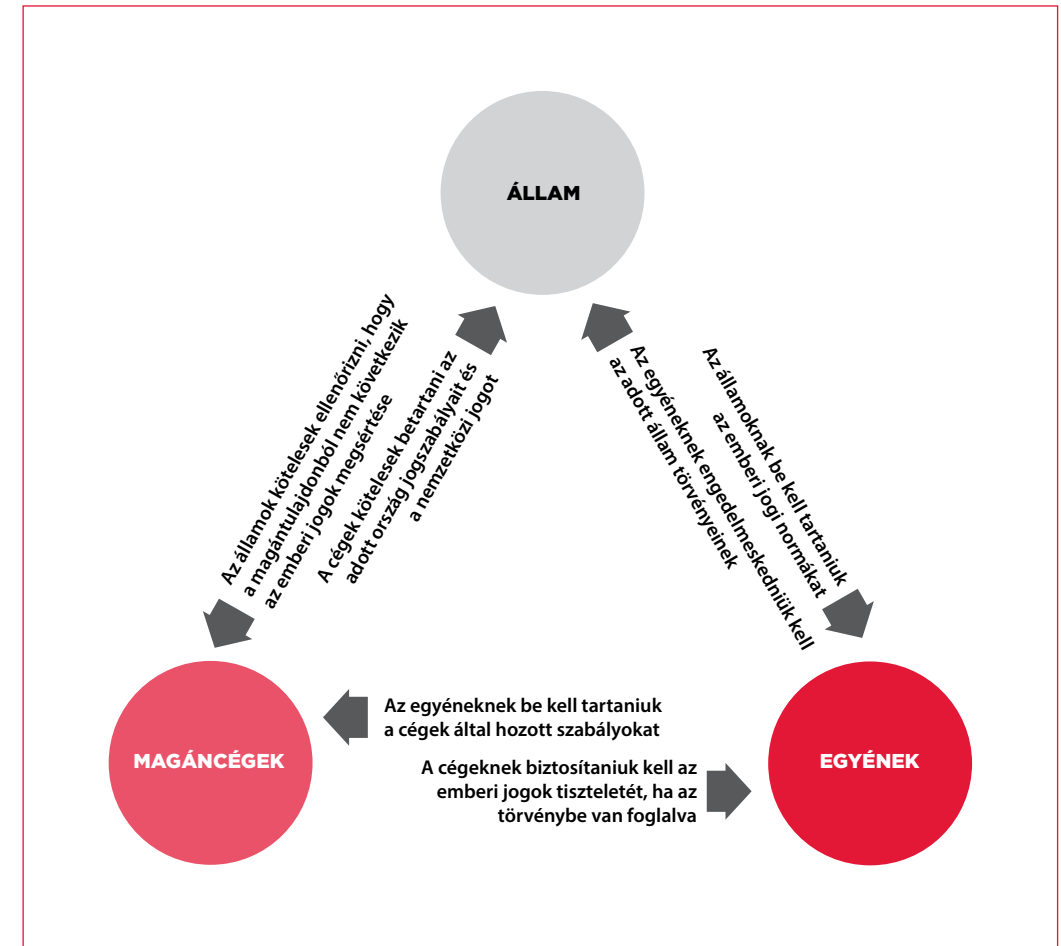 ÁLLAM
Az államok kötelesek ellenőrizni, hogy
a magántulajdonból nem következik
az emberi jogok megsértése
A cégek kötelesek betartani az
adott ország jogszabályait és
a nemzetközi jogot
Az egyéneknek engedelmeskedniük kell
az adott állam törvényeinek
Az államoknak be kell tartaniuk
az emberi jogi normákat
MAGÁNCÉGEK
Az egyéneknek be kell tartaniuk
a cégek által hozott szabályokat
A cégeknek biztosítaniuk kell az
emberi jogok tiszteletét, ha az
törvénybe van foglalva
EGYÉNEK